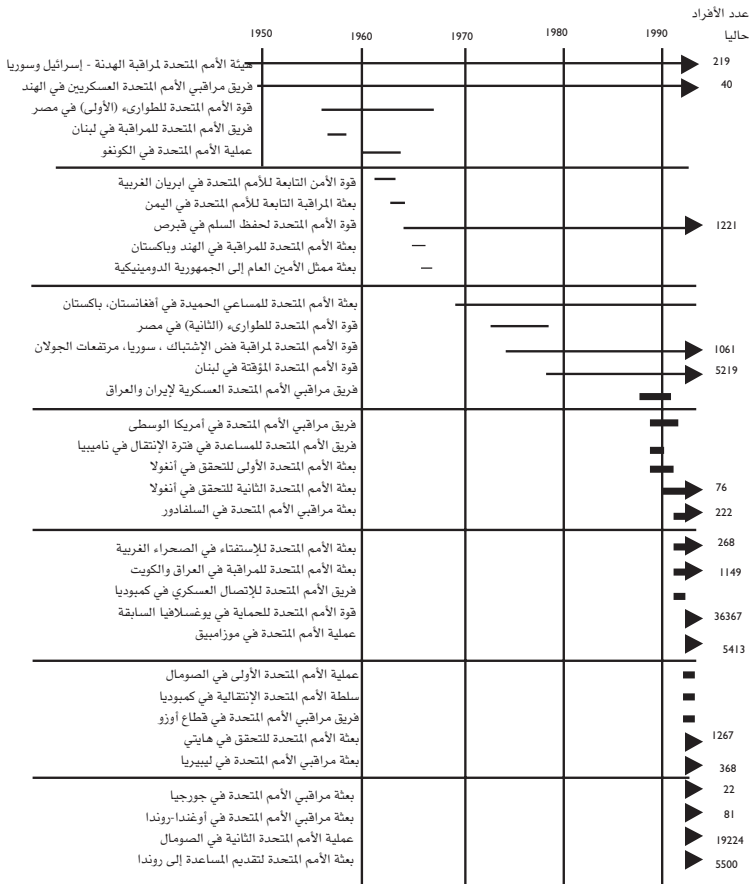 عدد الأفراد
حاليا
1950 1960 1970 1980 1990
هيئة الأمم المتحدة لمراقبة الهدنة - إسرائيل وسوريا 219
فريق مراقبي الأمم المتحدة العسكريين في الهند 40
قوة الأمم المتحدة للطوارىء (الأولى) في مصر
فريق الأمم المتحدة للمراقبة في لبنان
عملية الأمم المتحدة في الكونغو
قوة الأمن التابعة للأمم المتحدة في ابريان الغربية
بعثة المراقبة التابعة للأمم المتحدة في اليمن
قوة الأمم المتحدة لحفظ السلم في قبرص 1221
بعثة الأمم المتحدة للمراقبة في الهند وباكستان
بعثة ممثل الأمين العام إلى الجمهورية الدومينيكية
بعثة الأمم المتحدة للمساعي الحميدة في أفغانستان، باكستان
قوة الأمم المتحدة للطوارىء (الثانية) في مصر
قوة الأمم المتحدة لمراقبة فض الإشتباك ، سوريا، مرتفعات الجولان 1061
قوة الأمم المتحدة المؤقتة في لبنان 5219
فريق مراقبي الأمم المتحدة العسكرية لإيران والعراق
فريق مراقبي الأمم المتحدة في أمريكا الوسطى
فريق الأمم المتحدة للمساعدة في فترة الإنتقال في ناميبيا
بعثة الأمم المتحدة الأولى للتحقق في أنغولا
بعثة الأمم المتحدة الثانية للتحقق في أنغولا 76
بعثة مراقبي الأمم المتحدة في السلفادور 222
بعثة الأمم المتحدة للإستفتاء في الصحراء الغربية 268
بعثة الأمم المتحدة للمراقبة في العراق والكويت 1149
فريق الأمم المتحدة للإتصال العسكري في كمبوديا
قوة الأمم المتحدة للحماية في يوغسلافيا السابقة 36367
عملية الأمم المتحدة في موزامبيق 5413
عملية الأمم المتحدة الأولى في الصومال
سلطة الأمم المتحدة الإنتقالية في كمبوديا
فريق مراقبي الأمم المتحدة في قطاع أوزو
بعثة الأمم المتحدة للتحقق في هايتي 1267
بعثة مراقبي الأمم المتحدة في ليبيريا 368
بعثة مراقبي الأمم المتحدة في جورجيا 22
بعثة مراقبي الأمم المتحدة في أوغندا-روندا 81
عملية الأمم المتحدة الثانية في الصومال 19224
بعثة الأمم المتحدة لتقديم المساعدة إلى روندا 5500